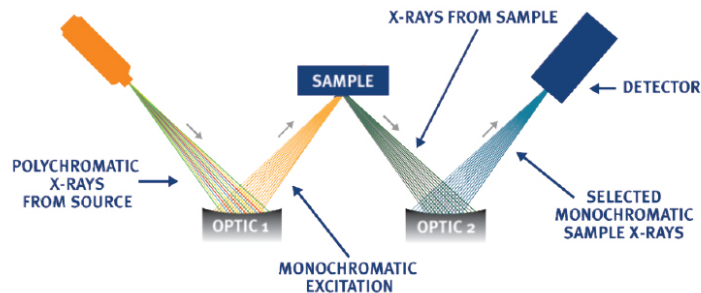 X-RAYS FROM SAMPLE
SAMPLE
DETECTOR
POLYCHROMATIC
X-RAYS
FROM SOURCE
OPTIC 1
OPTIC 2
SELECTED
MONOCHROMATIC
SAMPLE X-RAYS
MONOCHROMATIC
EXCITATION